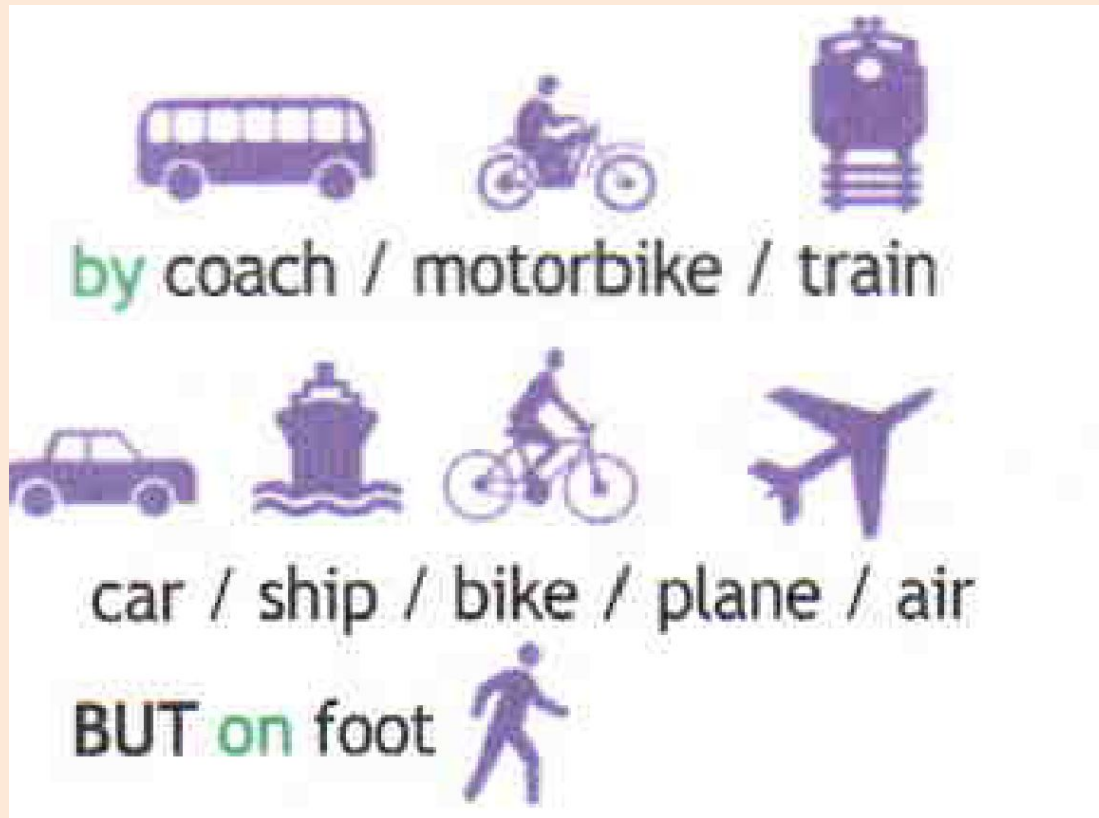 by coach / motorbike / train
car / ship / bike / plane / air
BUT on foot